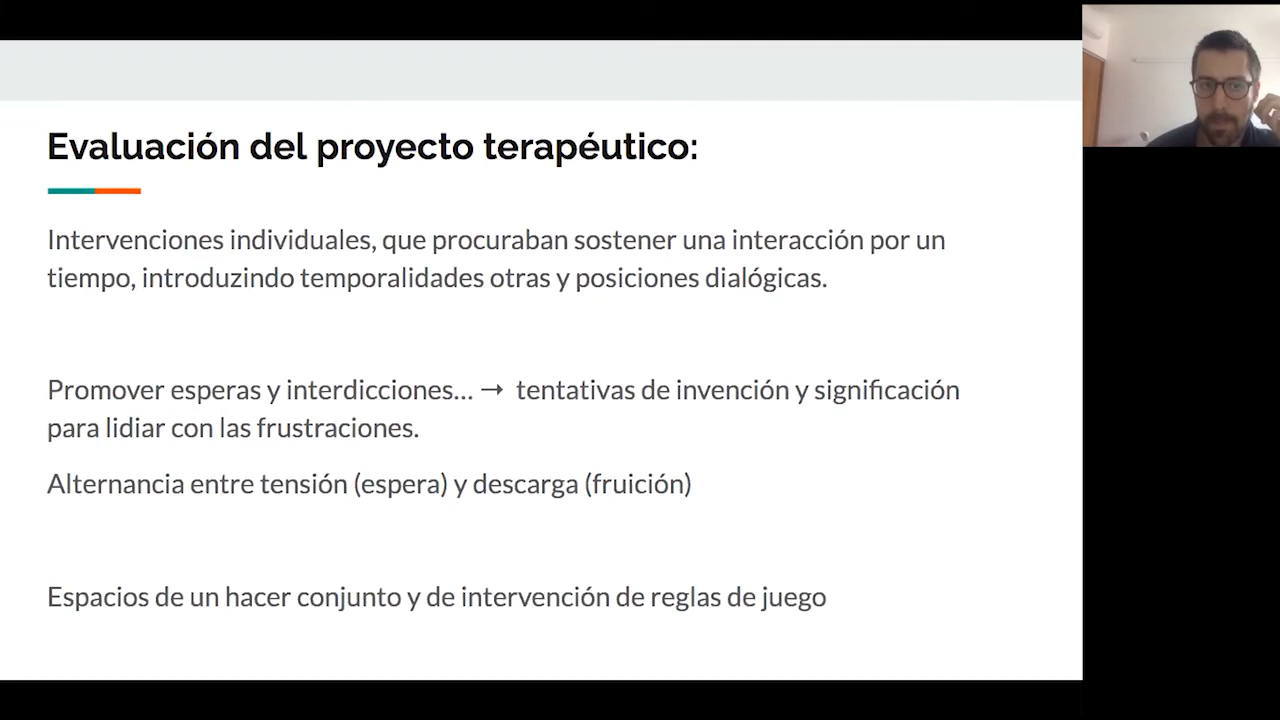 Evaluación del proyecto terapéutico:
Intervenciones individuales, que procuraban sostener una interacción por un
tiempo, introduzindo temporalidades otras y posiciones dialógicas.
Promover esperas y interdicciones... → tentativas de invención y significación
para lidiar con las frustraciones.
Alternancia entre tensión (espera) y descarga (fruición)
Espacios de un hacer conjunto y de intervención de reglas de juego